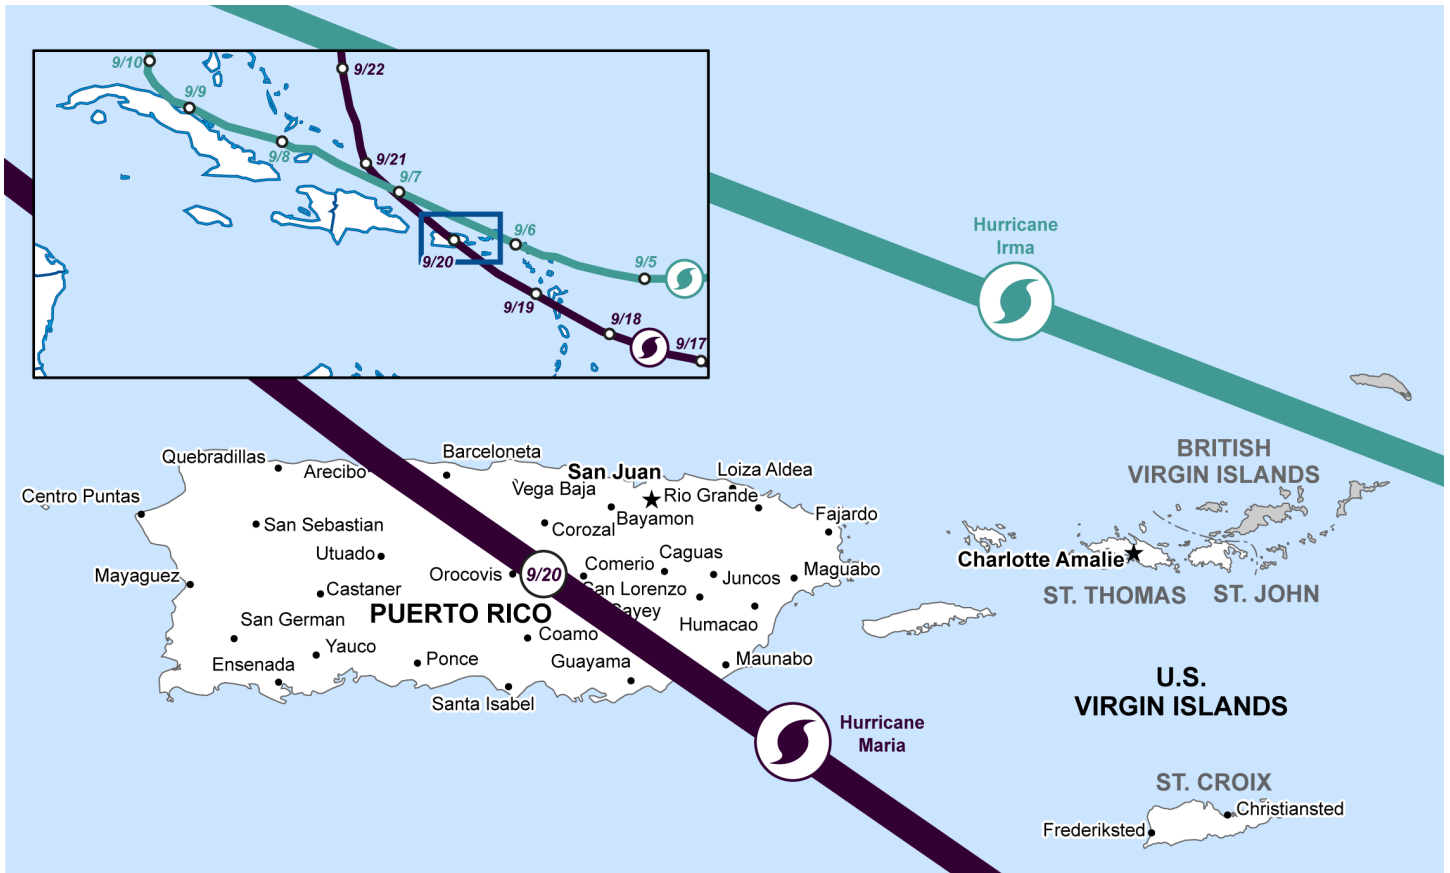 9/10
9/22
9/9
9/8
9/21
9/7
9/6
9/20
9/5
9/19
9/18
9/17
Hurricane
Irma
BRITISH
VIRGIN ISLANDS
Quebradillas
Arecibo
Barceloneta
San Juan
Loiza Aldea
Centro Puntas
Vega Baja
Rio Grande
San Sebastian
Corozal
Bayamon
Fajardo
Utuado
Charlotte Amalie
Mayaguez
Orocovis
9/20
Comerio
Caguas
Juncos
Maguabo
Castaner
San Lorenzo
ST. THOMAS
ST. JOHN
PUERTO RICO
Cayey
San German
Humacao
Coamo
Yauco
Ensenada
Ponce
Guayama
Maunabo
Santa Isabel
U.S.
VIRGIN ISLANDS
Hurricane
Maria
ST. CROIX
Christiansted
Frederiksted